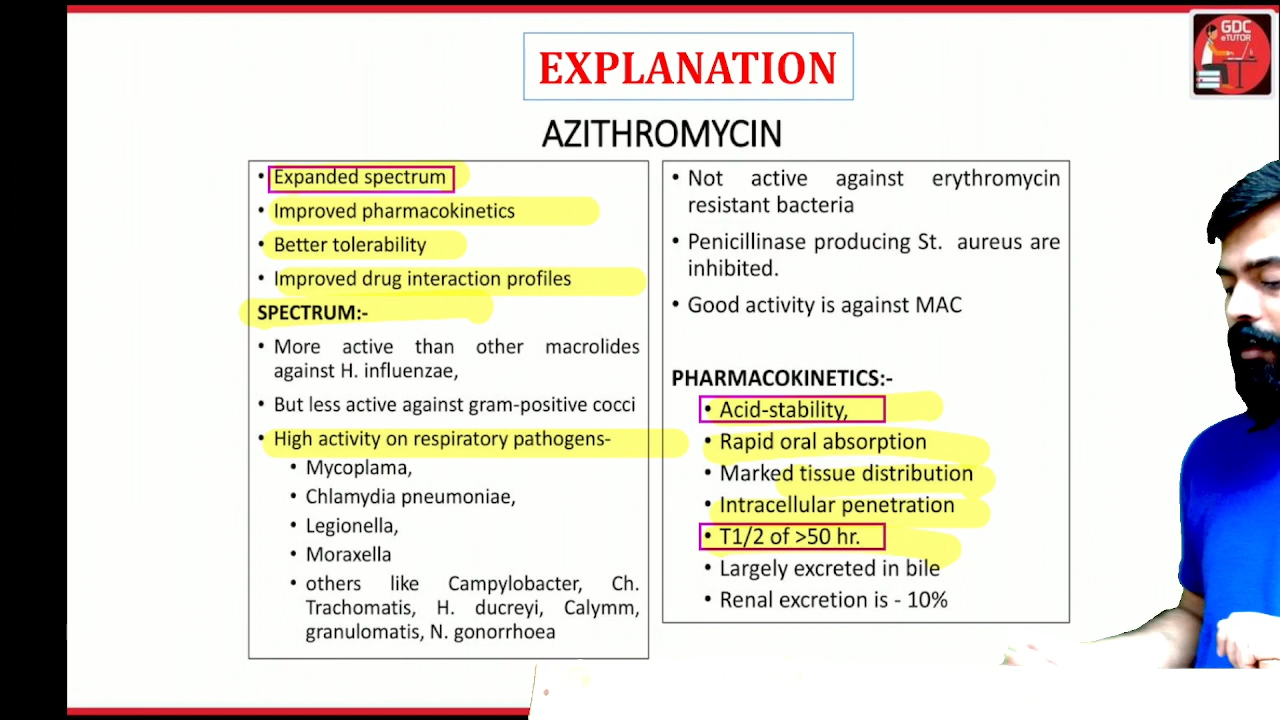 GDC
eTUTOR
EXPLANATION
AZITHROMYCIN
• Expanded spectrum
• Improved pharmacokinetics
• Better tolerability
• Improved drug interaction profiles
SPECTRUM:-
• More active than other macrolides
against H. influenzae,
• But less active against gram-positive cocci
• High activity on respiratory pathogens-
• Mycoplama,
• Chlamydia pneumoniae,
• Legionella,
• Moraxella
• others like Campylobacter, Ch.
Trachomatis, H. ducreyi, Calymm,
granulomatis, N. gonorrhoea
• Not active against erythromycin
resistant bacteria
• Penicillinase producing St. aureus are
inhibited.
• Good activity is against MAC
PHARMACOKINETICS:-
• Acid-stability,
• Rapid oral absorption
• Marked tissue distribution
• Intracellular penetration
• T1/2 of >50 hr.
• Largely excreted in bile
• Renal excretion is - 10%